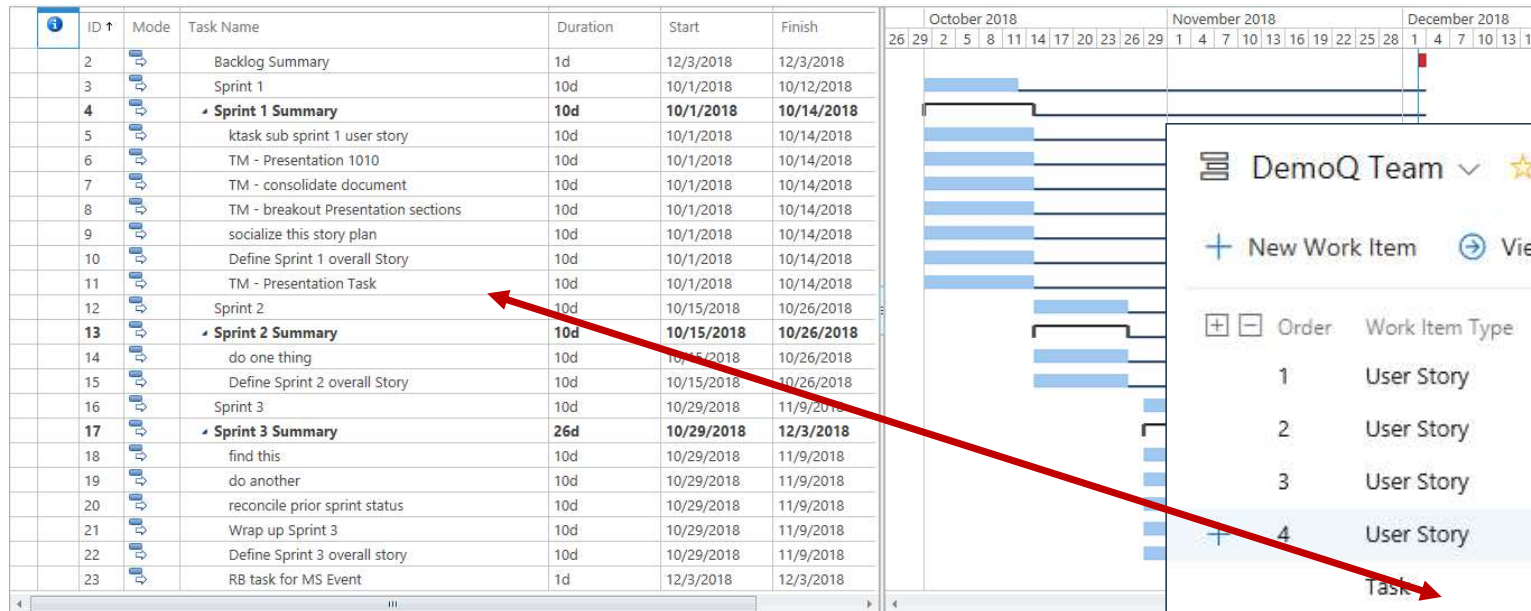 ID Mode Task Name Duration Start Finish
October 2018 November 2018 December 2018
26 29 2 5 8 11 14 17 20 23 26 29 1 4 7 10 13 16 19 22 25 28 1 4 7 10 13 1
2 Backlog Summary 1d 12/3/2018 12/3/2018
3 Sprint 1 10d 10/1/2018 10/12/2018
4 Sprint 1 Summary 10d 10/1/2018 10/14/2018
5 ktask sub sprint 1 user story 10d 10/1/2018 10/14/2018
6 TM - Presentation 1010 10d 10/1/2018 10/14/2018
7 TM - consolidate document 10d 10/1/2018 10/14/2018
8 TM - breakout Presentation sections 10d 10/1/2018 10/14/2018
9 socialize this story plan 10d 10/1/2018 10/14/2018
10 Define Sprint 1 overall Story 10d 10/1/2018 10/14/2018
11 TM - Presentation Task 10d 10/1/2018 10/14/2018
12 Sprint 2 10d 10/15/2018 10/26/2018
13 Sprint 2 Summary 10d 10/15/2018 10/26/2018
14 do one thing 10d 10/15/2018 10/26/2018
15 Define Sprint 2 overall Story 10d 10/15/2018 10/26/2018
16 Sprint 3 10d 10/29/2018 11/9/2018
17 Sprint 3 Summary 26d 10/29/2018 12/3/2018
18 find this 10d 10/29/2018 11/9/2018
19 do another 10d 10/29/2018 11/9/2018
20 reconcile prior sprint status 10d 10/29/2018 11/9/2018
21 Wrap up Sprint 3 10d 10/29/2018 11/9/2018
22 Define Sprint 3 overall story 10d 10/29/2018 11/9/2018
23 RB task for MS Event 1d 12/3/2018 12/3/2018
DemoQ Team
New Work Item Vie
Order Work Item Type
1 User Story
2 User Story
3 User Story
4 User Story
Task